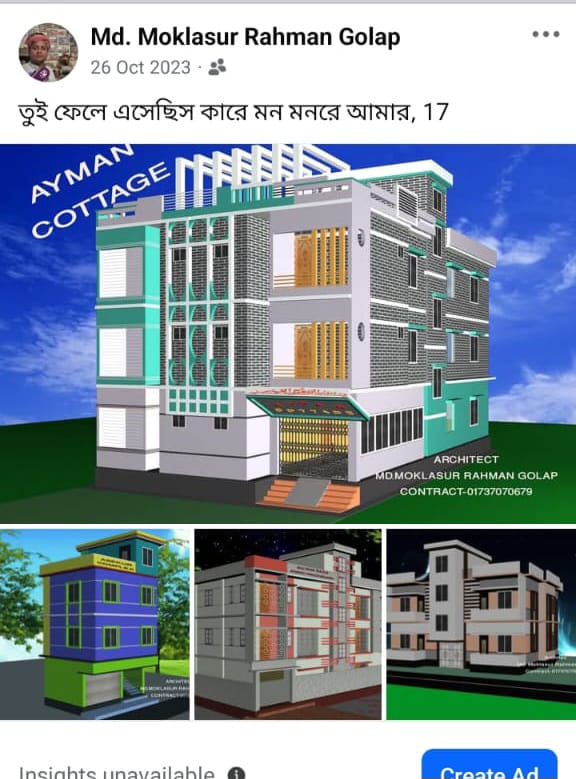 Md. Moklasur Rahman Golap
26 Oct 2023
তুই ফেলে এসেছিস কারে মন মনরে আমার, 17
AYMAN
COTTAGE
ARCHITECT
MD.MOKLASUR RAHMAN GOLAP
CONTRACT-01737070679
Insights unavailable
Create Ad